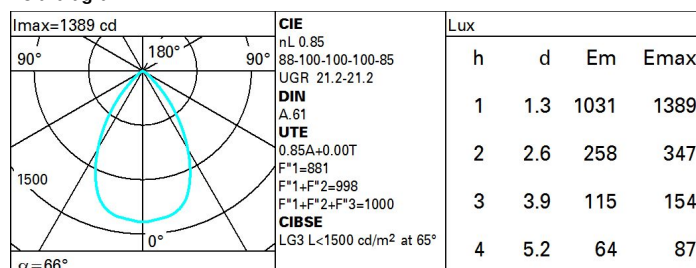 Imax=1389 cd
90°
180°
90°
1500
0°
α=66°
CIE
nL 0.85
88-100-100-100-85
UGR 21.2-21.2
DIN
A.61
UTE
0.85A+0.00T
F"1=881
F"1+F"2=998
F"1+F"2+F"3=1000
CIBSE
LG3 L<1500 cd/m² at 65°
Lux
h d Em Emax
1 1.3 1031 1389
2 2.6 258 347
3 3.9 115 154
4 5.2 64 87